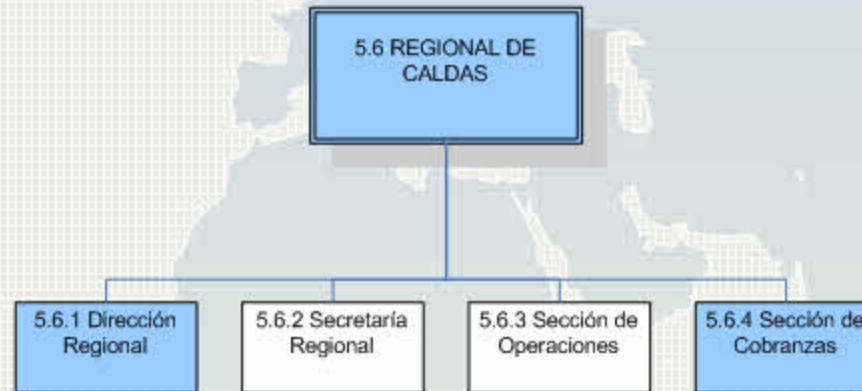 5.6 REGIONAL DE
CALDAS
5.6.1 Dirección
Regional
5.6.2 Secretaría
Regional
5.6.3 Sección de
Operaciones
5.6.4 Sección de
Cobranzas